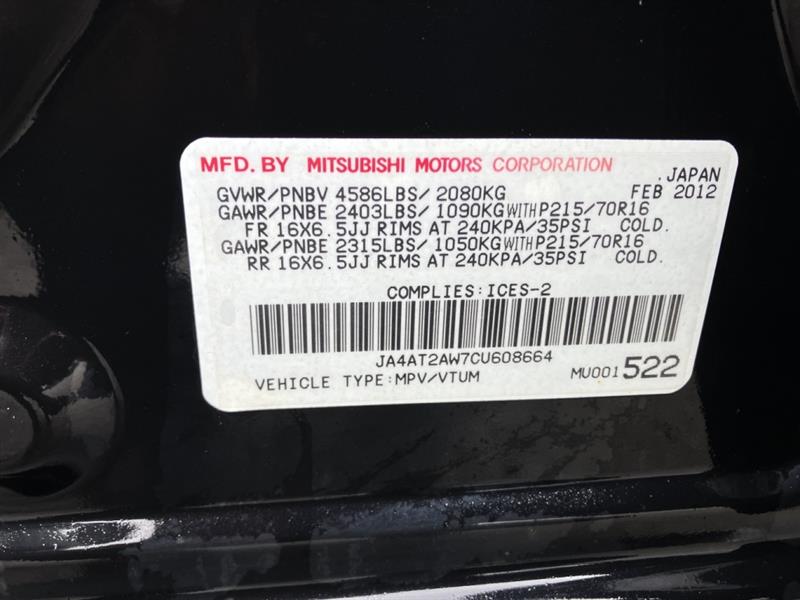 MFD. BY MITSUBISHI MOTORS CORPORATION .JAPAN
GVWR/PNBV 4586LBS/2080KG FEB 2012
GAWR/PNBE 2403LBS/1090KG WITH P215/70R16
FR 16X6.5JJ RIMS AT 240KPA/35PSI COLD.
GAWR/PNBE 2315LBS/1050KG WITH P215/70R16
RR 16X6.5JJ RIMS AT 240KPA/35PSI COLD.
COMPLIES:ICES-2
JA4AT2AW7CU608664
VEHICLE TYPE:MPV/VTUM MU001522